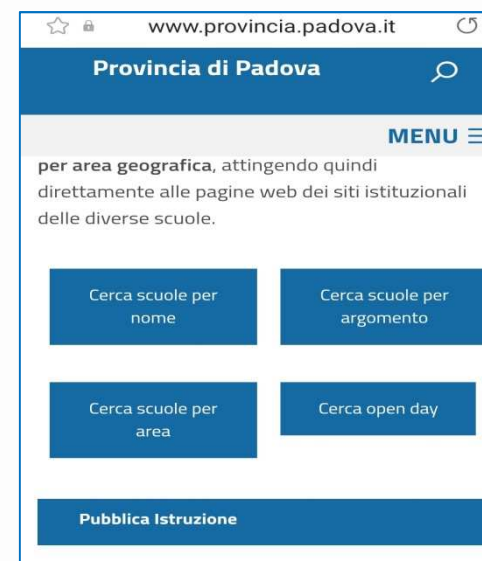 www.provincia.padova.it
Provincia di Padova
MENU
per area geografica, attingendo quindi
direttamente alle pagine web dei siti istituzionali
delle diverse scuole.
Cerca scuole per
nome
Cerca scuole per
argomento
Cerca scuole per
area
Cerca open day
Pubblica Istruzione